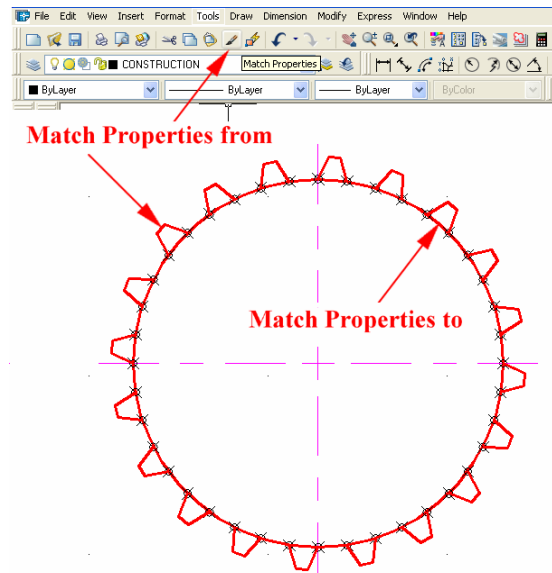 File Edit View Insert Format Tools Draw Dimension Modify Express Window Help
CONSTRUCTION
Match Properties
ByLayer ByLayer ByLayer ByColor
Match Properties from
Match Properties to